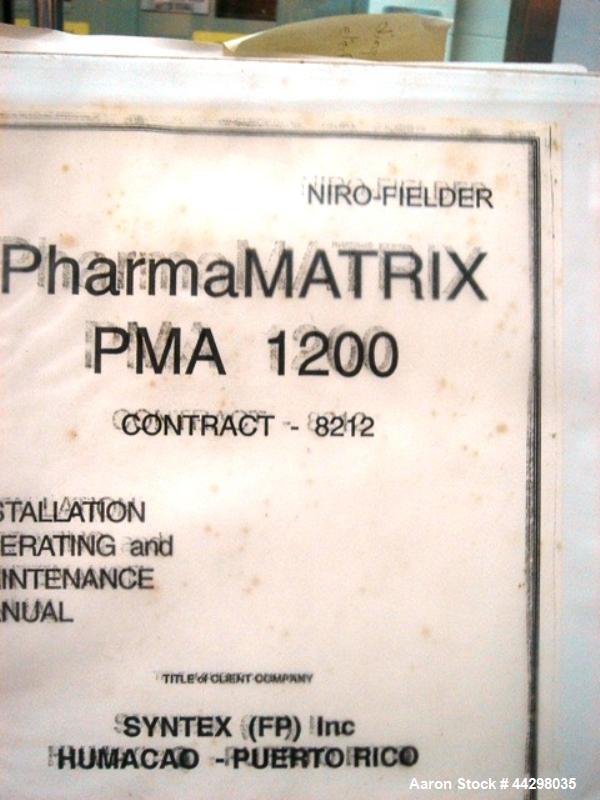 NIRO-FIELDER
PharmaMATRIX
PMA 1200
CONTRACT - 8212
STALLATION
ERATING and
INTENANCE
NUAL
TITLE of CLIENT COMPANY
SYNTEX (FP) Inc
HUMACAO - PUERTO RICO
Aaron Stock # 44298035